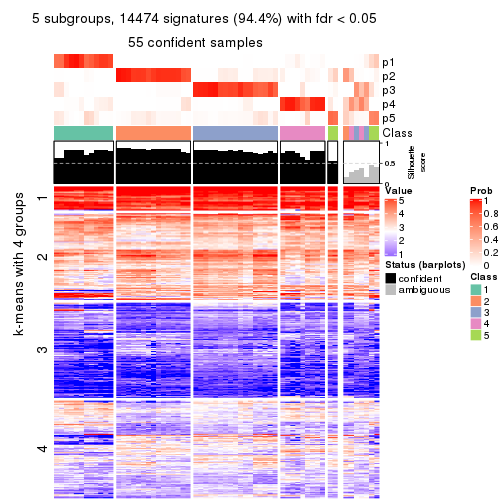 5 subgroups, 14474 signatures (94.4%) with fdr < 0.05
55 confident samples
p1
p2
p3
p4
p5
Class
1
0.5
0
Silhouette
score
k-means with 4 groups
1
2
3
4
Value
5
4
3
2
1
Status (barplots)
confident
ambiguous
Prob
1
0.8
0.6
0.4
0.2
0
Class
1
2
3
4
5